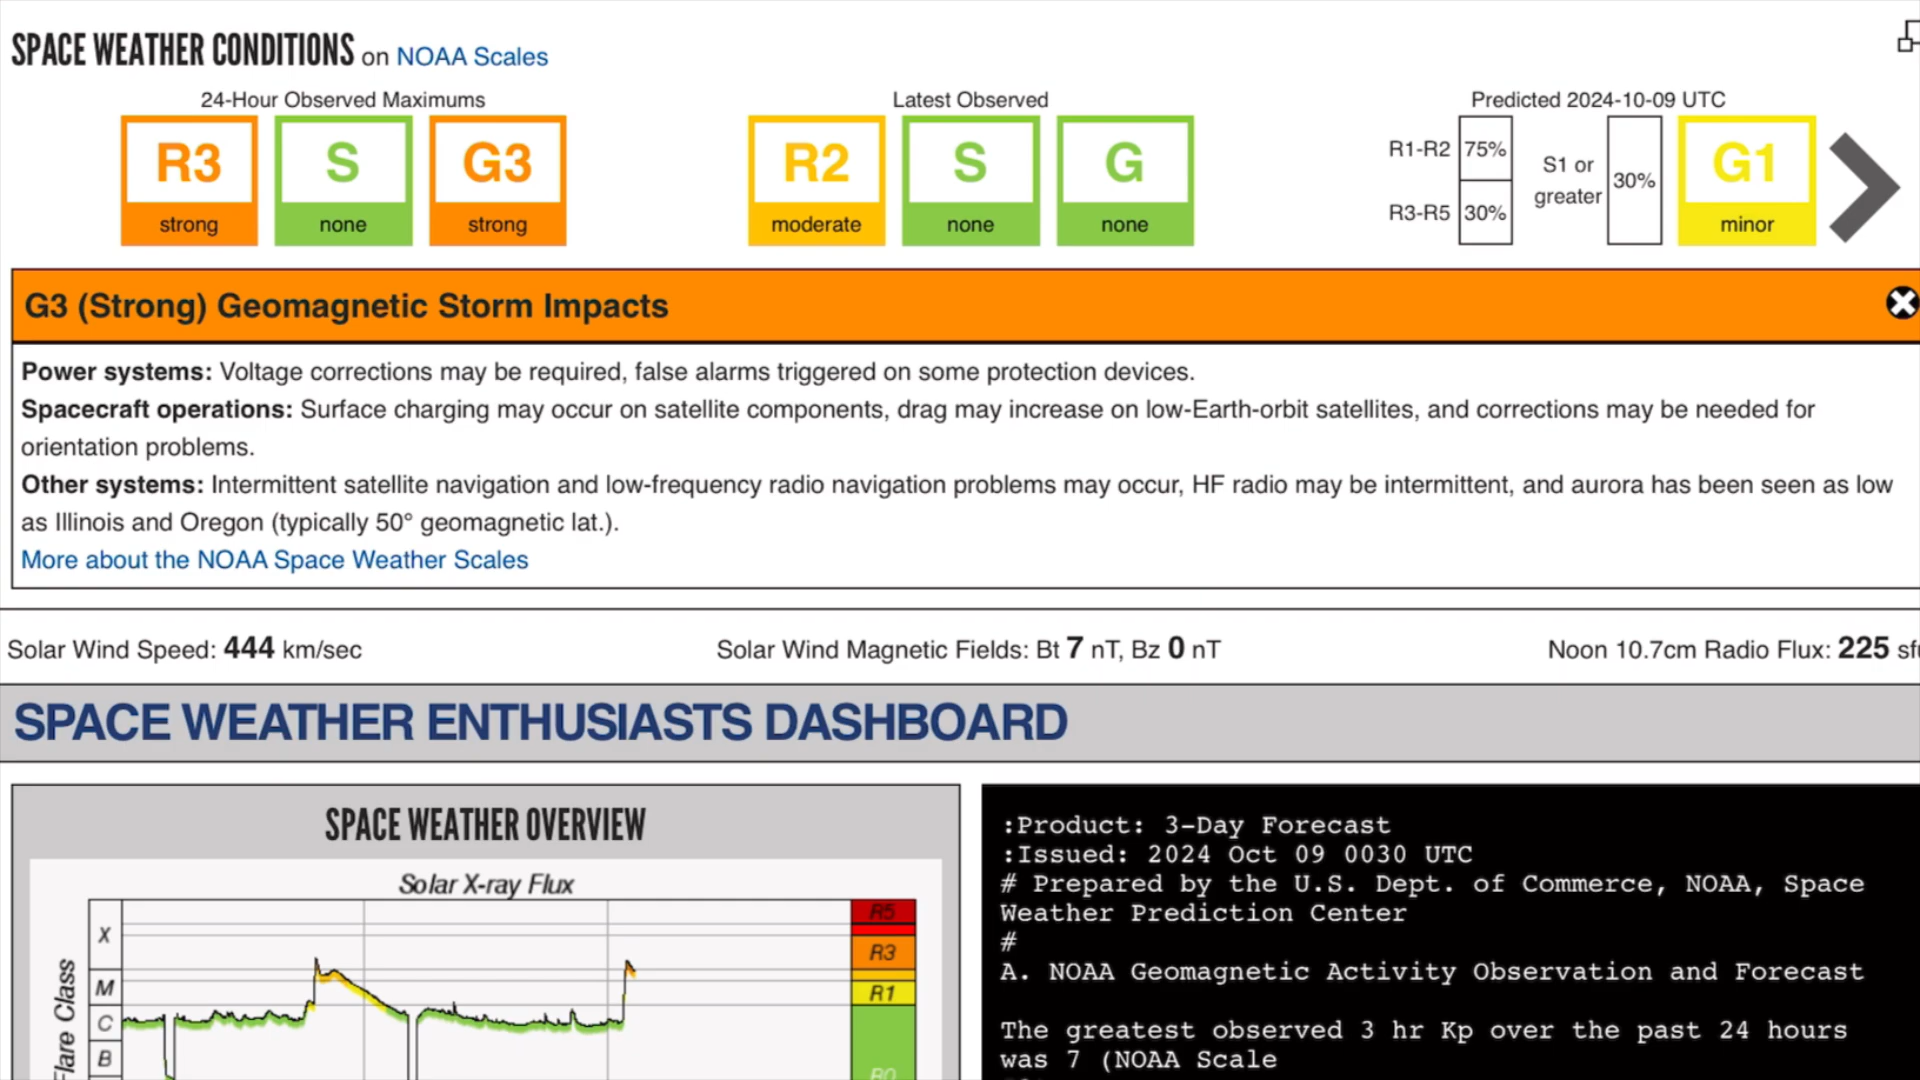 SPACE WEATHER CONDITIONS on NOAA Scales
24-Hour Observed Maximums
R3
strong
S
none
G3
strong
Latest Observed
R2
moderate
S
none
G
none
Predicted 2024-10-09 UTC
R1-R2 75%
R3-R5 30%
S1 or
greater
30%
G1
minor
G3 (Strong) Geomagnetic Storm Impacts
Power systems: Voltage corrections may be required, false alarms triggered on some protection devices.
Spacecraft operations: Surface charging may occur on satellite components, drag may increase on low-Earth-orbit satellites, and corrections may be needed for
orientation problems.
Other systems: Intermittent satellite navigation and low-frequency radio navigation problems may occur, HF radio may be intermittent, and aurora has been seen as low
as Illinois and Oregon (typically 50° geomagnetic lat.).
More about the NOAA Space Weather Scales
Solar Wind Speed: 444 km/sec
Solar Wind Magnetic Fields: Bt 7 nT, Bz 0 nT
Noon 10.7cm Radio Flux: 225
SPACE WEATHER ENTHUSIASTS DASHBOARD
SPACE WEATHER OVERVIEW
Solar X-ray Flux
X
M
C
B
Flare Class
R5
R3
R1
R0
:Product: 3-Day Forecast
:Issued: 2024 Oct 09 0030 UTC
# Prepared by the U.S. Dept. of Commerce, NOAA, Space
Weather Prediction Center
#
A. NOAA Geomagnetic Activity Observation and Forecast
The greatest observed 3 hr Kp over the past 24 hours
was 7 (NOAA Scale